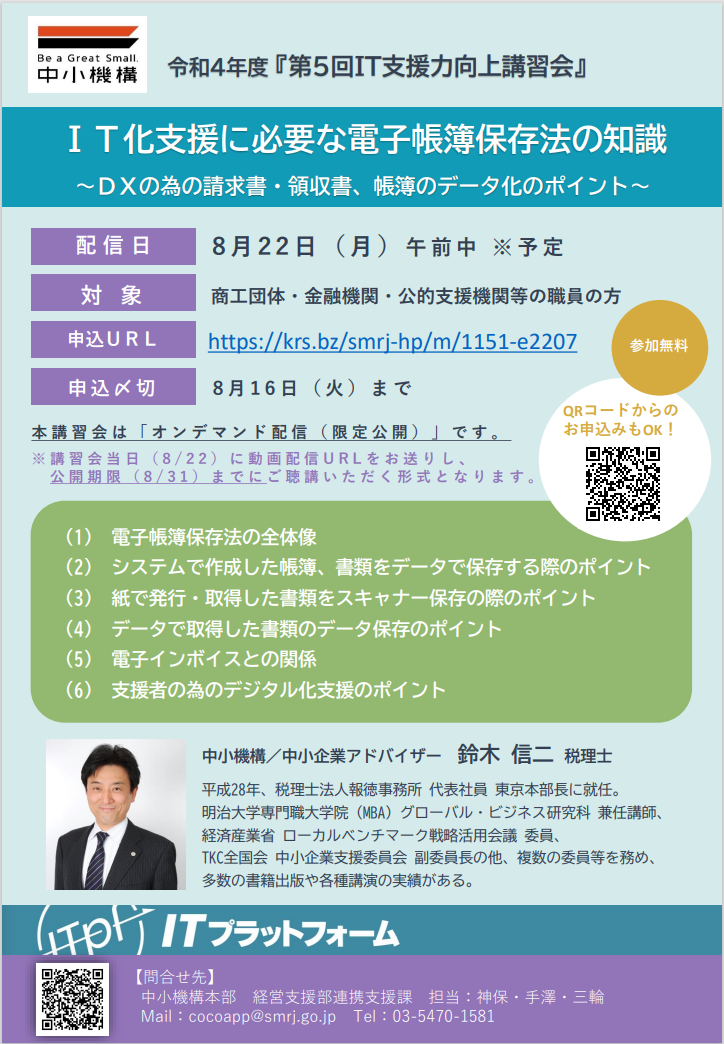 Be a Great Small.
中小機構
令和4年度『第5回IT支援力向上講習会』
ＩＴ化支援に必要な電子帳簿保存法の知識
～ＤＸの為の請求書・領収書、帳簿のデータ化のポイント～
配信日
8月22日（月）午前中 ※予定
対象
商工団体・金融機関・公的支援機関等の職員の方
申込ＵＲＬ
https://krs.bz/smrj-hp/m/1151-e2207
参加無料
申込〆切
8月16日（火）まで
QRコードからの
お申込みもOK！
本講習会は「オンデマンド配信（限定公開）」です。
※講習会当日（8/22）に動画配信URLをお送りし、
公開期限（8/31）までにご聴講いただく形式となります。
（1） 電子帳簿保存法の全体像
（2） システムで作成した帳簿、書類をデータで保存する際のポイント
（3） 紙で発行・取得した書類をスキャナー保存の際のポイント
（4） データで取得した書類のデータ保存のポイント
（5） 電子インボイスとの関係
（6） 支援者の為のデジタル化支援のポイント
中小機構／中小企業アドバイザー 鈴木 信二 税理士
平成28年、税理士法人報徳事務所 代表社員 東京本部長に就任。
明治大学専門職大学院（MBA）グローバル・ビジネス研究科 兼任講師、
経済産業省 ローカルベンチマーク戦略活用会議 委員、
TKC全国会 中小企業支援委員会 副委員長の他、複数の委員等を務め、
多数の書籍出版や各種講演の実績がある。
ITpf
ITプラットフォーム
【問合せ先】
中小機構本部 経営支援部連携支援課 担当：神保・手澤・三輪
Mail：cocoapp@smrj.go.jp Tel：03-5470-1581